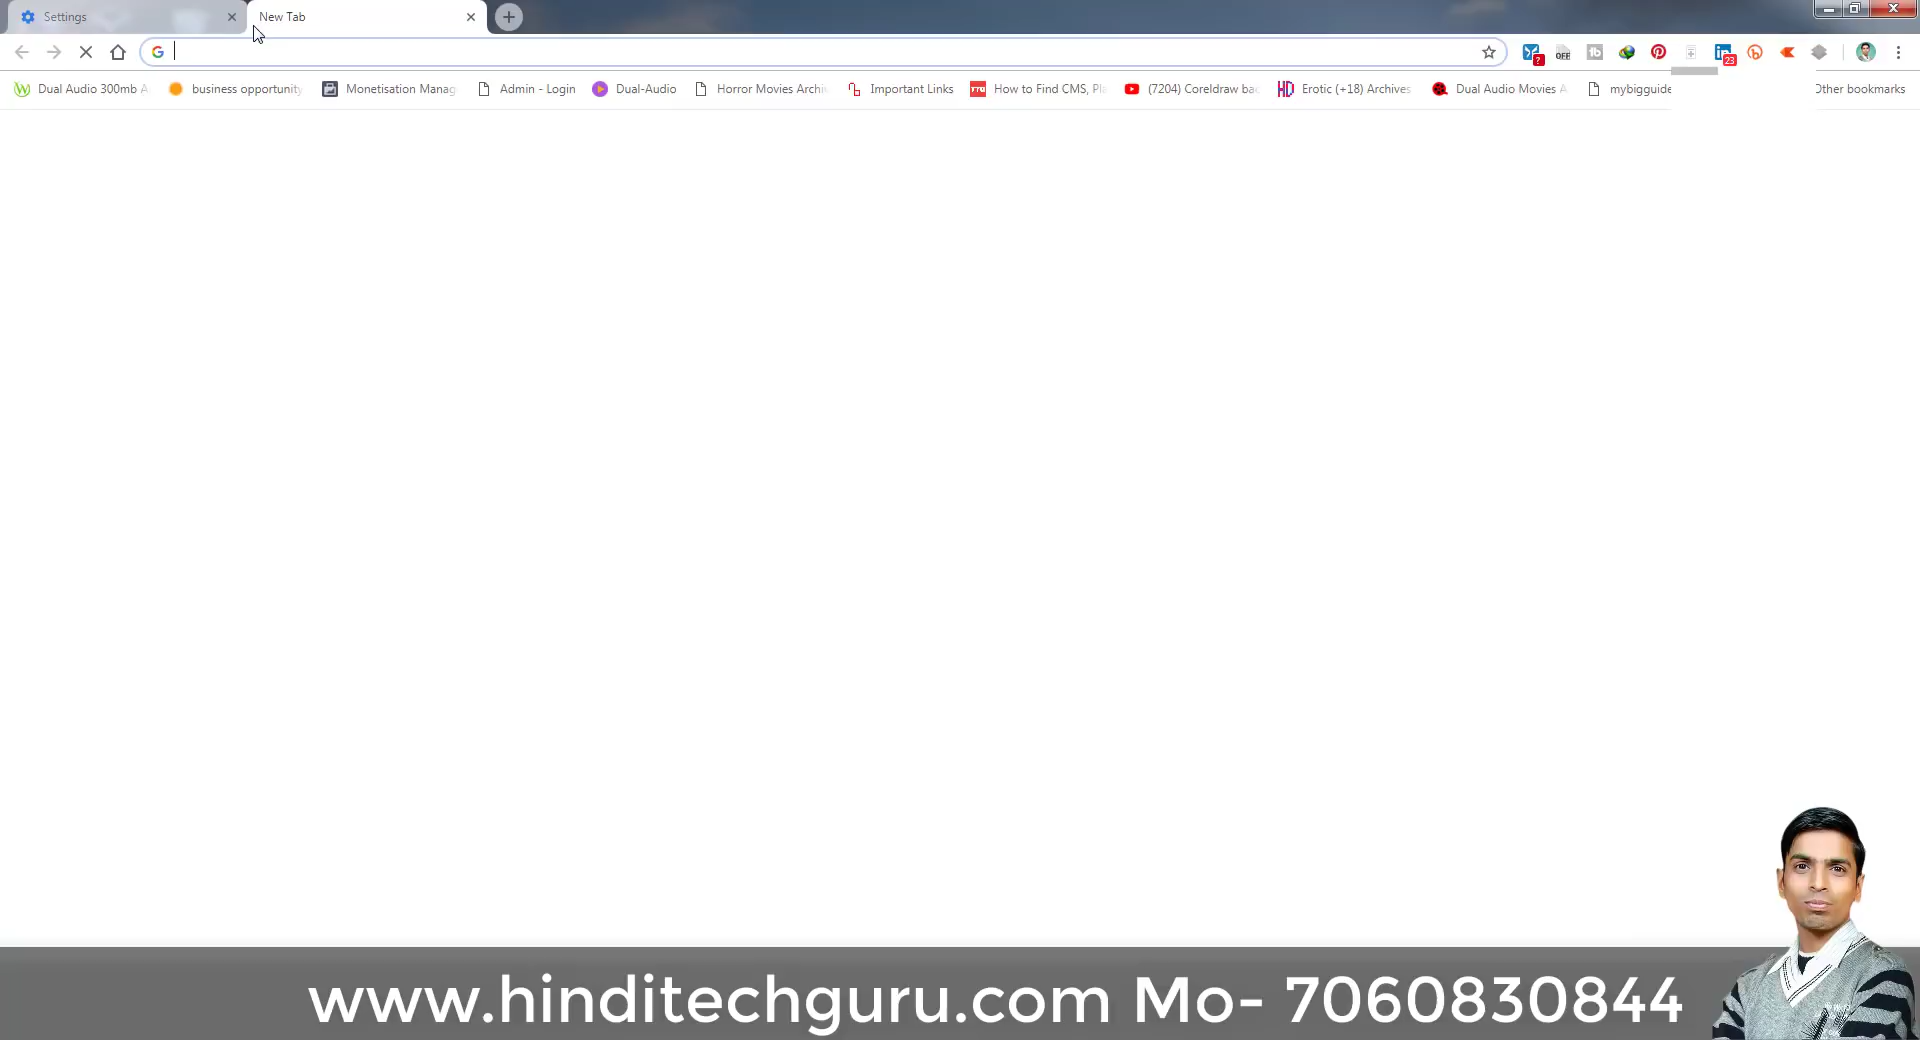 Settings
New Tab
?
OFF
23
Dual Audio 300mb A
business opportunity
Monetisation Manag
Admin - Login
Dual-Audio
Horror Movies Archi
Important Links
How to Find CMS, Pl
(7204) Coreldraw ba
Erotic (+18) Archives
Dual Audio Movies A
mybigguide
Other bookmarks
www.hinditechguru.com Mo- 7060830844